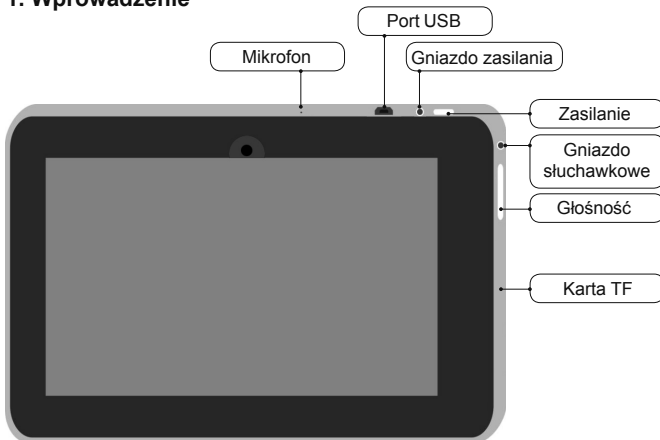 1. Wprowadzenie
Port USB
Mikrofon
Gniazdo zasilania
Zasilanie
Gniazdo
słuchawkowe
Głośność
Karta TF